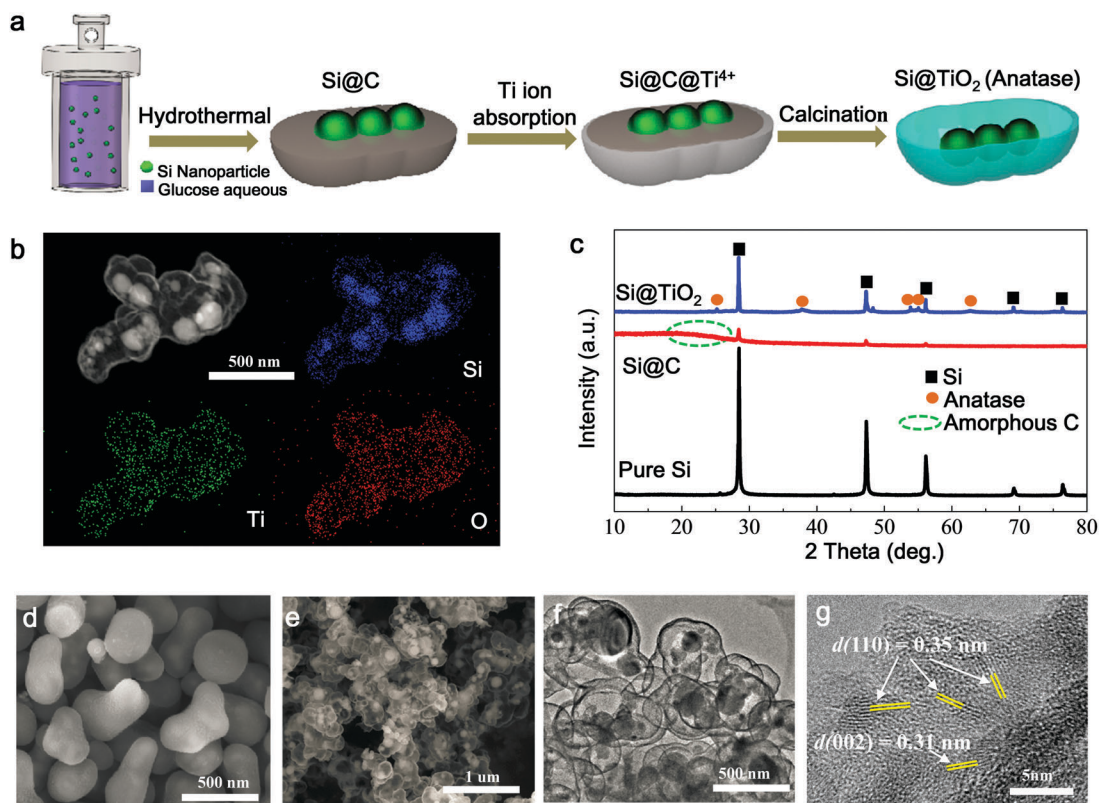 a
Si@C
Si@C@Ti⁴⁺
Si@TiO₂ (Anatase)
Hydrothermal
Ti ion
absorption
Calcination
Si Nanoparticle
Glucose aqueous
b
500 nm
Si
Ti
O
c
Intensity (a.u.)
Si@TiO₂
Si@C
Pure Si
Si
Anatase
Amorphous C
10 20 30 40 50 60 70 80
2 Theta (deg.)
d
500 nm
e
1 um
f
500 nm
g
d(110) = 0.35 nm
d(002) = 0.31 nm
5nm